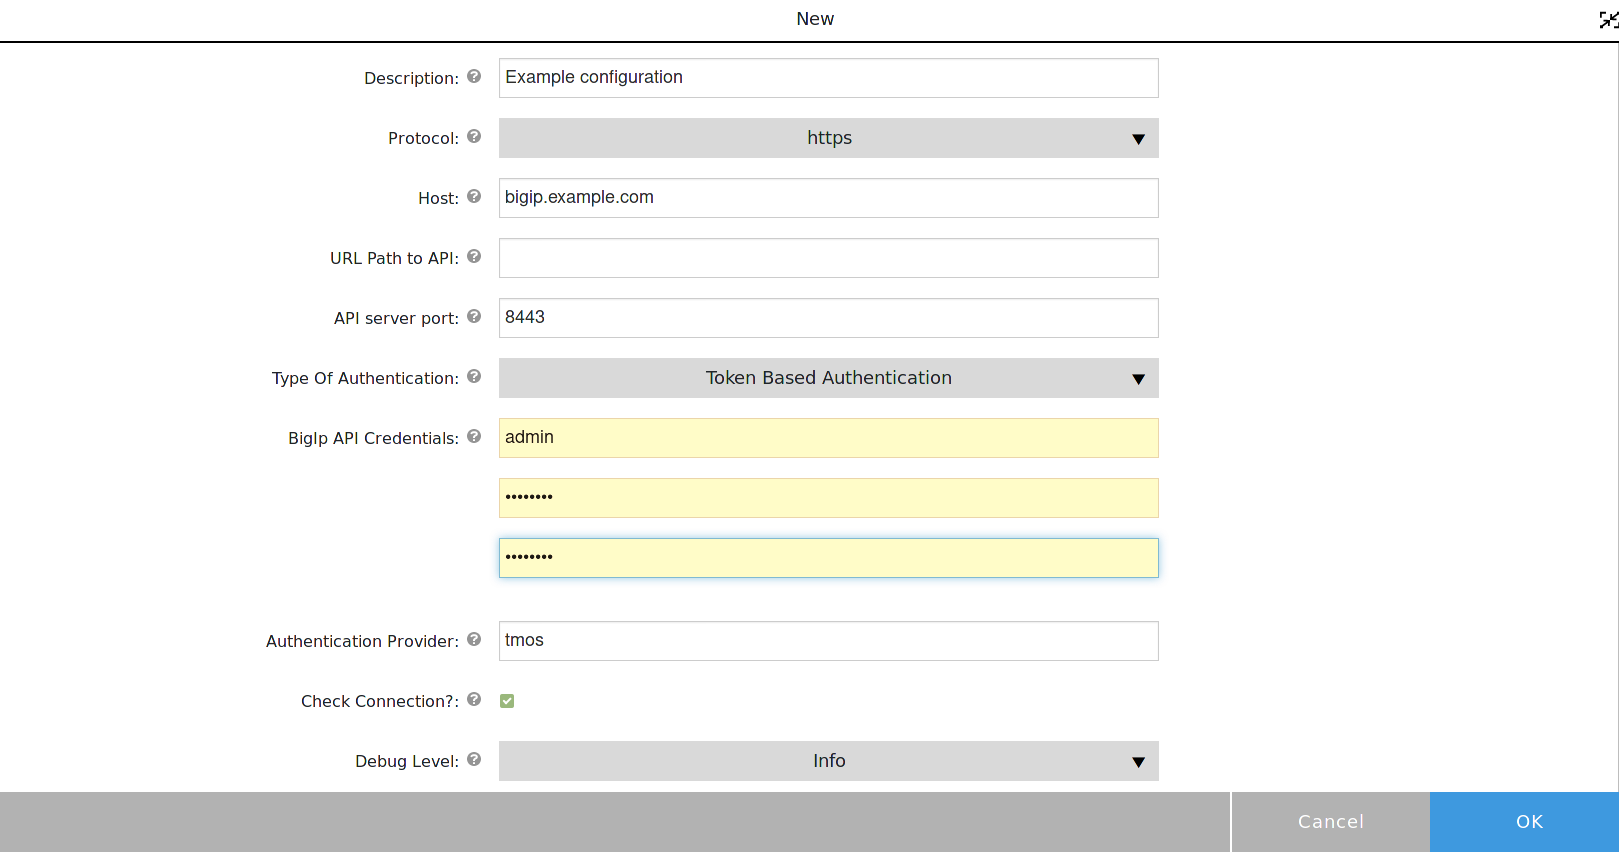 New
Description: Example configuration
Protocol: https
Host: bigip.example.com
URL Path to API:
API server port: 8443
Type Of Authentication: Token Based Authentication
BigIp API Credentials: admin
••••••••
••••••••
Authentication Provider: tmos
Check Connection?:
Debug Level: Info
Cancel OK